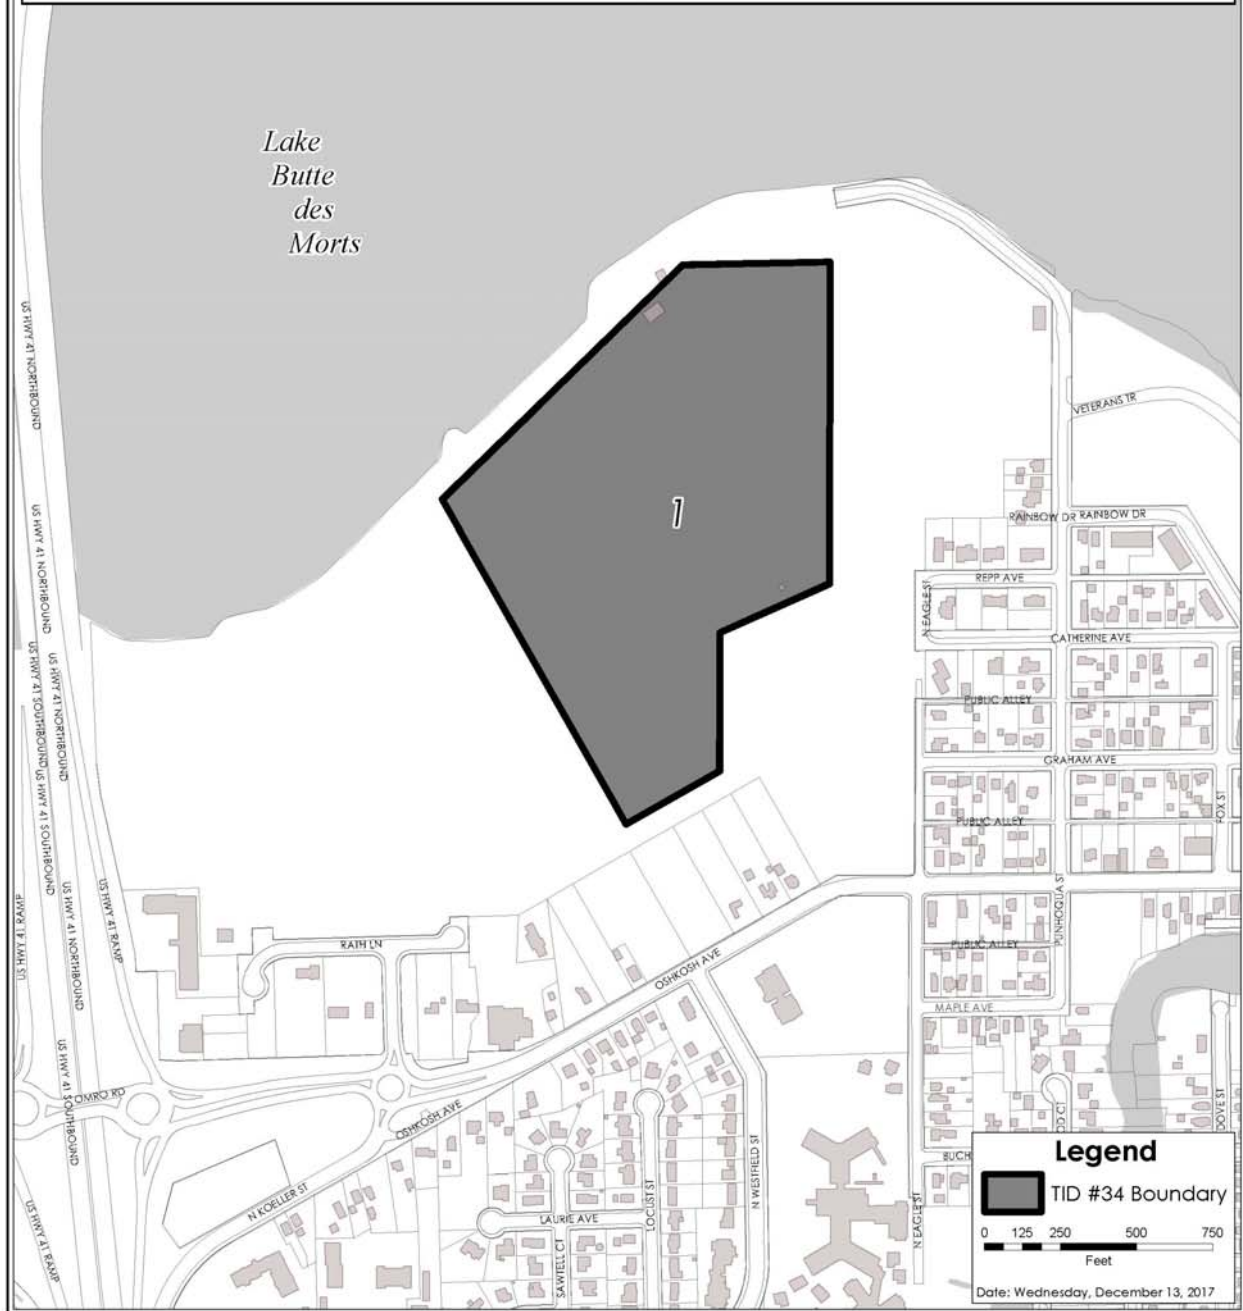 Lake
Butte
des
Morts
US HWY 41 NORTHBOUND
VETERANS TR
1
US HWY 41 NORTHBOUND
RAINBOW DR RAINBOW DR
REPP AVE
N EAGLE ST
CATHERINE AVE
US HWY 41 NORTHBOUND
US HWY 41 SOUTHBOUND US HWY 41 SOUTHBOUND
PUBLIC ALLEY
GRAHAM AVE
FOX ST
PUBLIC ALLEY
US HWY 41 RAMP
US HWY 41 NORTHBOUND
US HWY 41 RAMP
PUNHOQUA ST
RATH LN
PUBLIC ALLEY
OSHKOSH AVE
MAPLE AVE
US HWY 41 SOUTHBOUND
OMRO RD
OSHKOSH AVE
DOVE ST
OD CT
BUCH
N WESTFIELD ST
LOCUST ST
N KOELLER ST
LAURIE AVE
N EAGLE ST
US HWY 41 RAMP
SAWTELL CT
Legend
TID #34 Boundary
0 125 250 500 750
Feet
Date: Wednesday, December 13, 2017